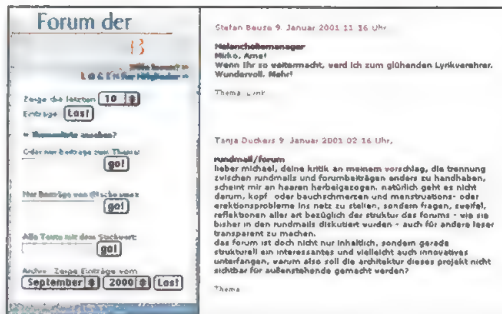 Forum der
13
Zeige die letzten 10
Einträge Los!
» Themenliste ansehen?
Oder nur Beiträge zum Thema:
go!
Nur Beiträge von
go!
Alle Texte mit dem Stichwort:
go!
Archiv: Zeige Einträge vom
September 2000 Los!
Stefan Beuse 9. Januar 2001 11:16 Uhr
Melancholiemanager
Mirko, Arne!
Wenn ihr so weitermacht, werd ich zum glühenden Lyrikverehrer.
Wundervoll. Mehr!
Thema: Lyrik
Tanja Dückers 9. Januar 2001 02:16 Uhr,
rundmail/forum
lieber michael, deine kritik an meinem vorschlag, die trennung
zwischen rundmails und forumbeiträgen anders zu handhaben,
scheint mir an haaren herbeigezogen. natürlich geht es nicht
darum, kopf- oder bauchschmerzen und menstruations- oder
erektionsprobleme ins netz zu stellen, sondern fragen, zweifel,
reflektionen aller art bezüglich der struktur des forums - wie sie
bisher in den rundmails diskutiert wurden - auch für andere leser
transparent zu machen.
das forum ist doch nicht nur inhaltlich, sondern gerade
strukturell ein interessantes und vielleicht auch innovatives
unterfangen, warum also soll die architektur dieses projekt nicht
sichtbar für außenstehende gemacht werden?
Thema